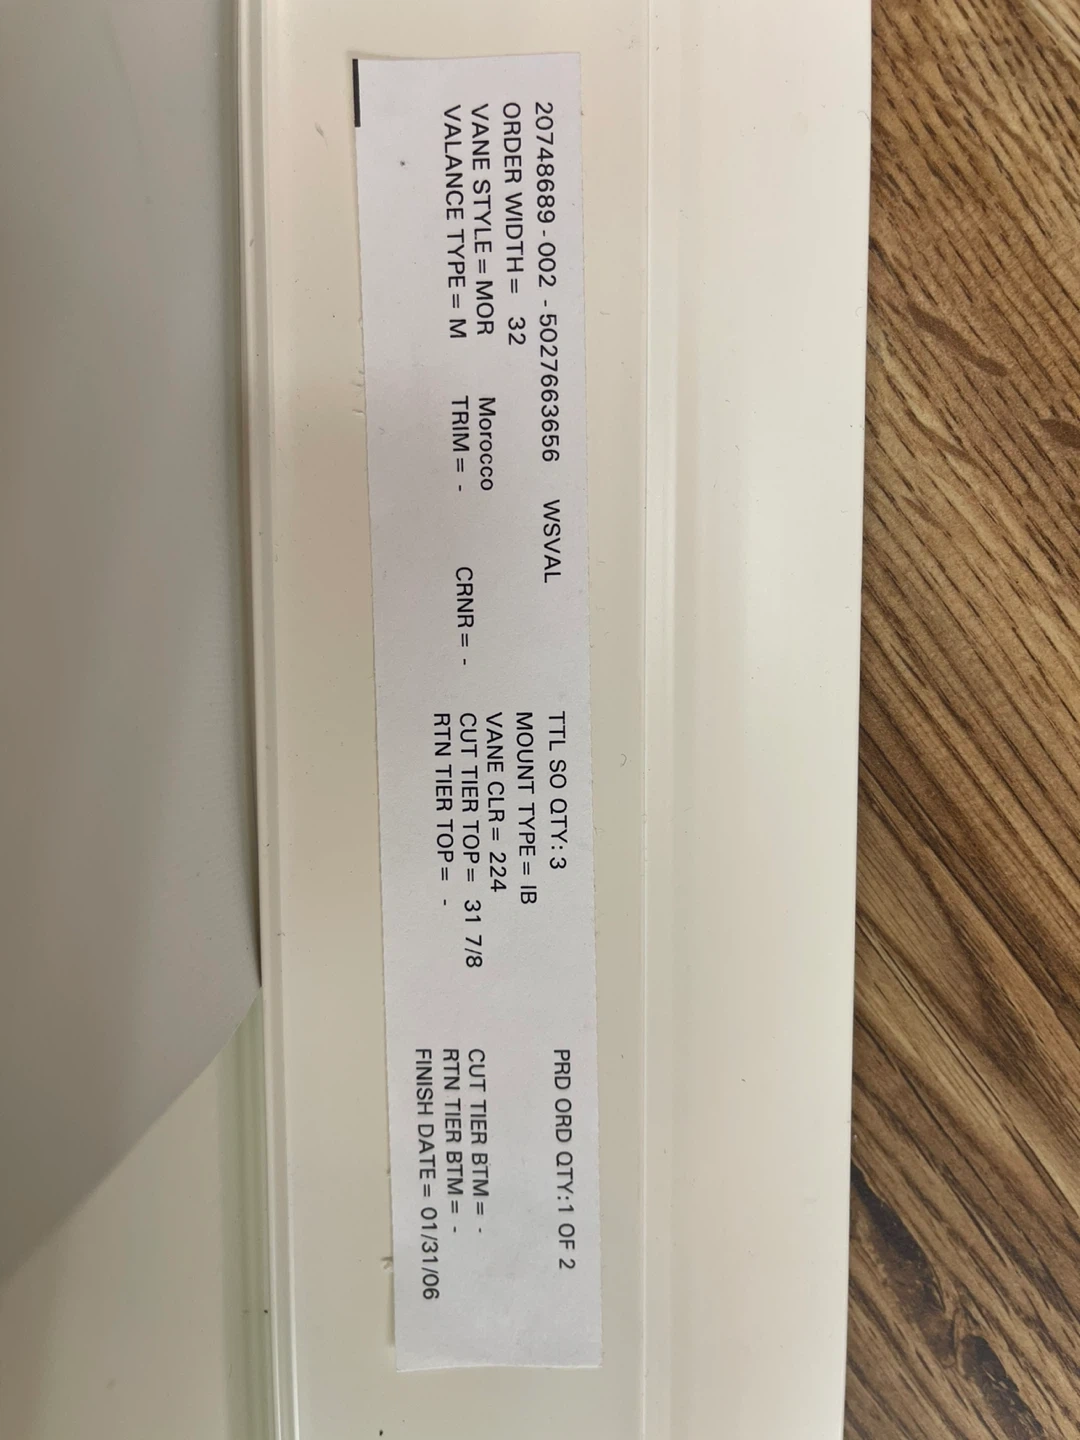 20748689 - 002 - 5027663656 WSVAL TTL SO QTY: 3 PRD ORD QTY:1 OF 2
ORDER WIDTH = 32 MOUNT TYPE = IB
VANE STYLE = MOR Morocco VANE CLR = 224
VALANCE TYPE = M TRIM = - CRNR = - CUT TIER TOP = 31 7/8 CUT TIER BTM = -
RTN TIER TOP = - RTN TIER BTM = -
FINISH DATE = 01/31/06